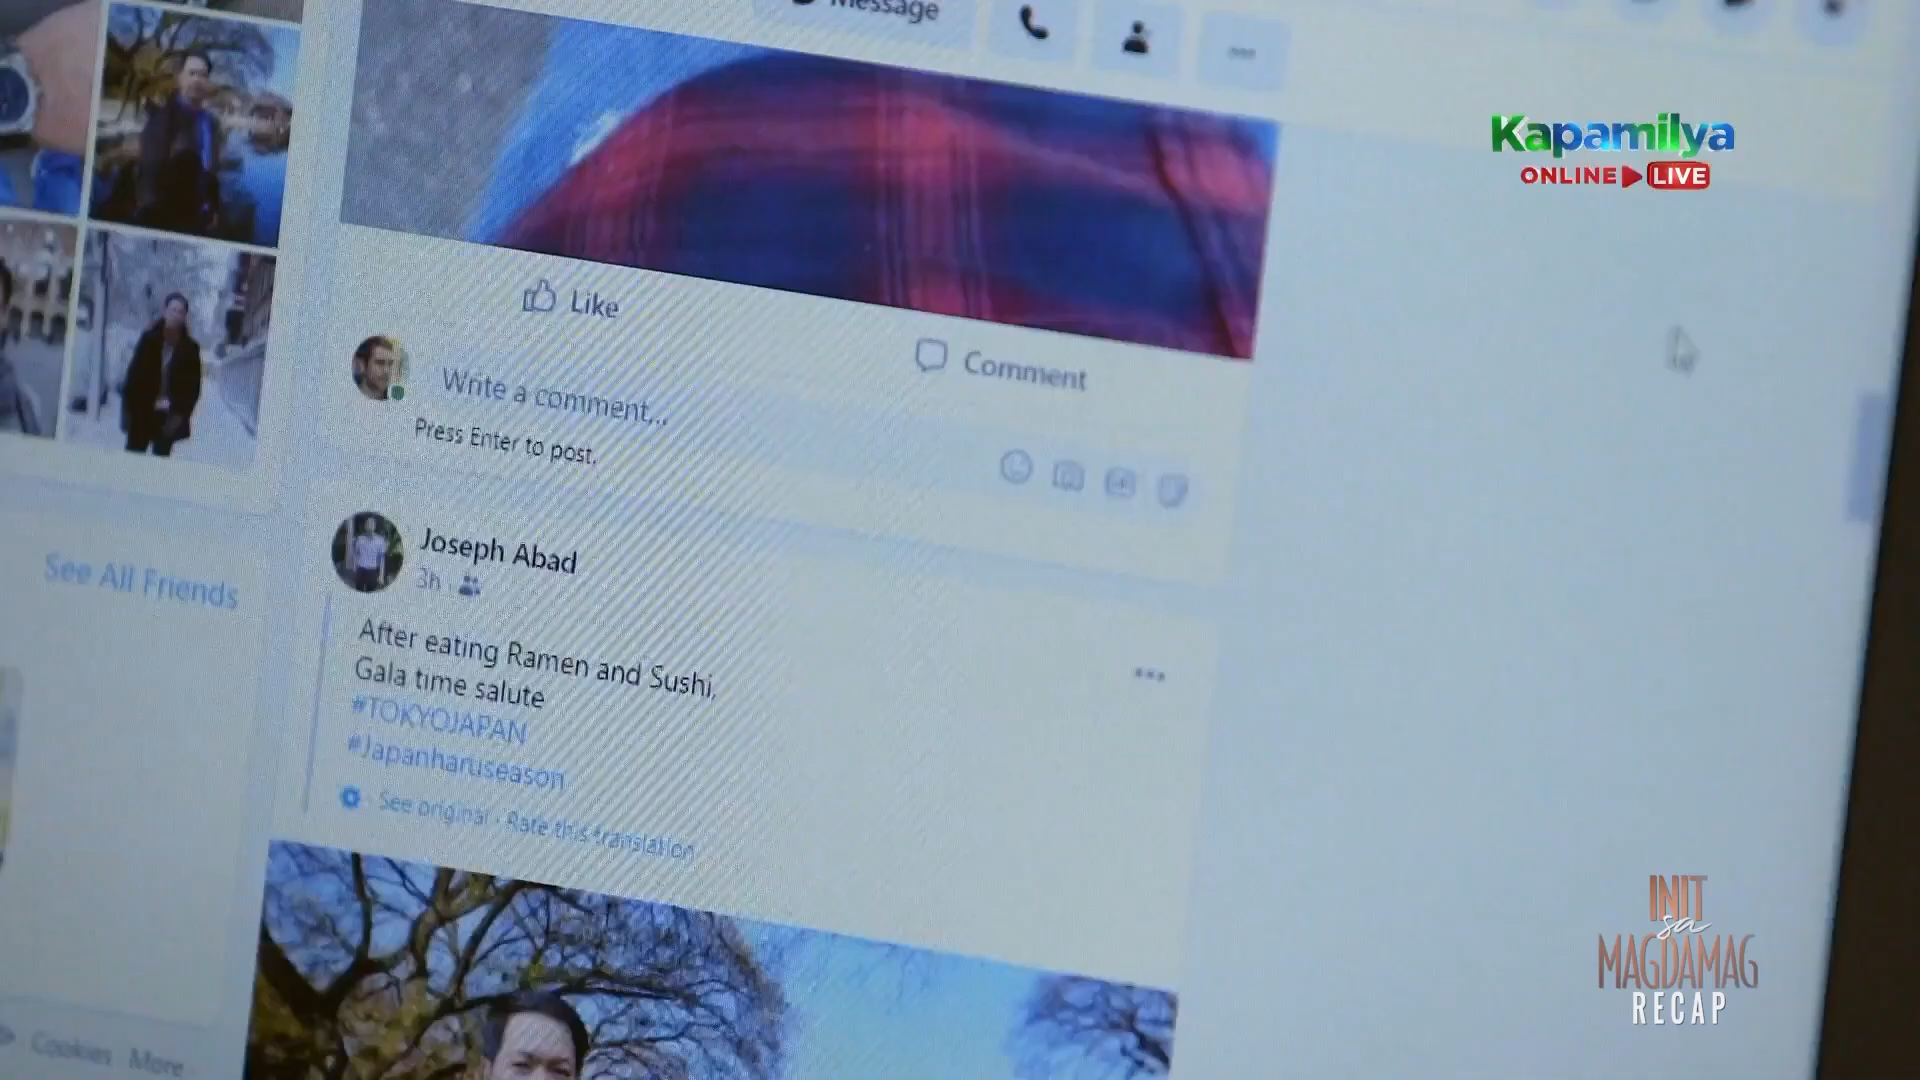 Message
Kapamilya
ONLINE LIVE
Like
Comment
Write a comment...
Press Enter to post.
See All Friends
Joseph Abad
3h
After eating Ramen and Sushi,
Gala time salute
#TOKYOJAPAN
#Japanharuseason
See original · Rate this translation
Cookies More
INIT
sa
MAGDAMAG
RECAP